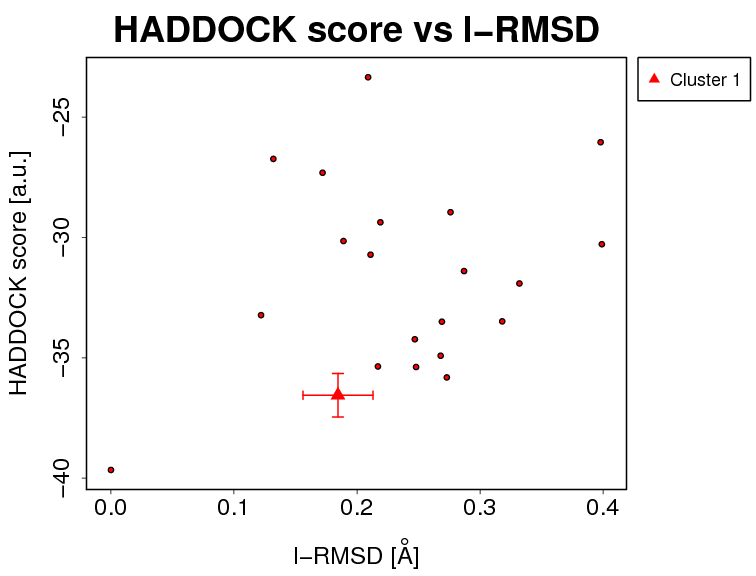 HADDOCK score vs l−RMSD
Cluster 1
HADDOCK score [a.u.]
−25
−30
−35
−40
0.0
0.1
0.2
0.3
0.4
l−RMSD [Å]